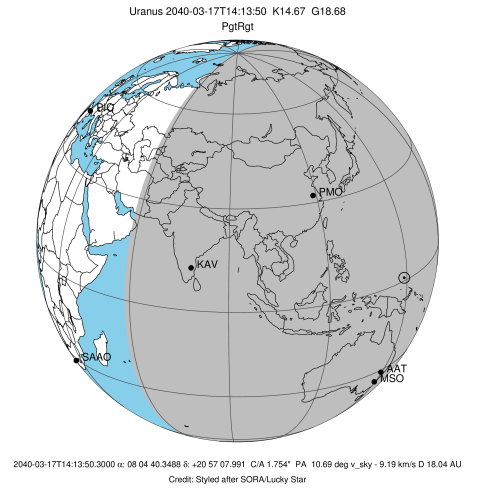 Uranus 2040-03-17T14:13:50  K14.67  G18.68
PgtRgt
PIC
PMO
KAV
SAAO
AAT
MSO
2040-03-17T14:13:50.3000 α: 08 04 40.3488 δ: +20 57 07.991  C/A 1.754"  PA  10.69 deg v_sky - 9.19 km/s D 18.04 AU
Credit: Styled after SORA/Lucky Star